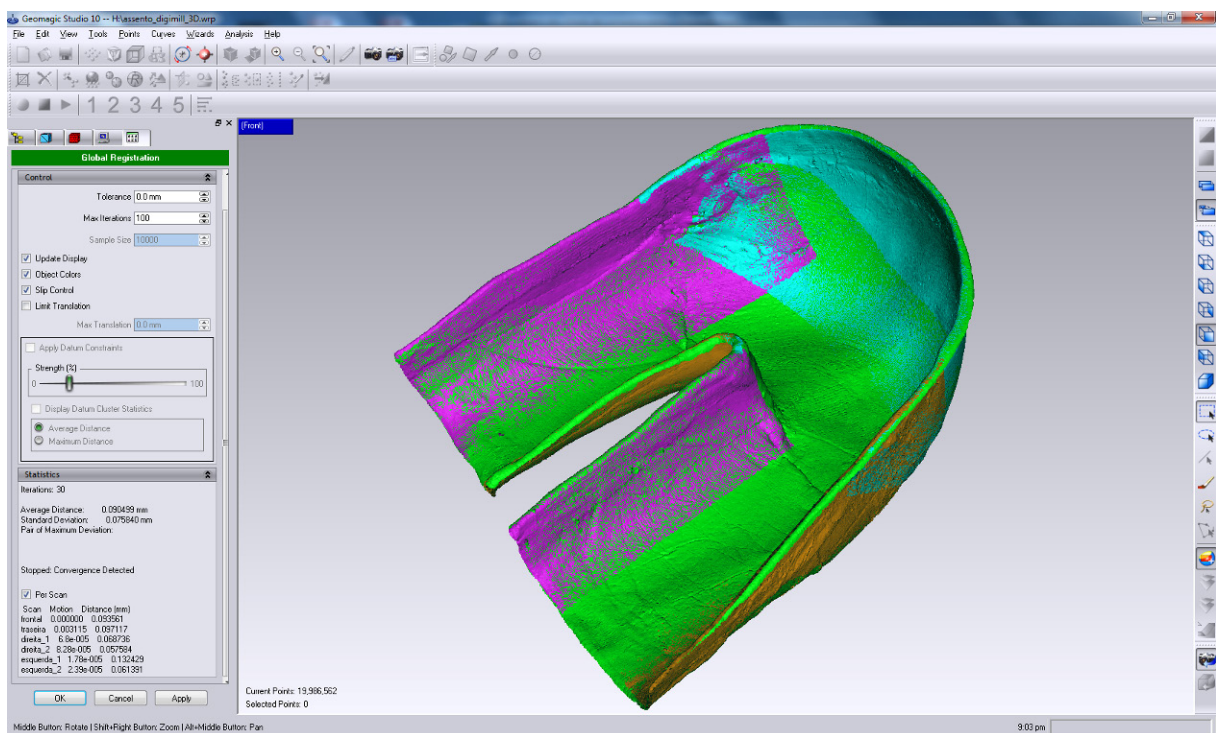 Geomagic Studio 10 -- H:\assento_digimill_3D.wrp
File Edit View Tools Points Curves Wizards Analysis Help
1 2 3 4 5
[Front]
Global Registration
Control
Tolerance 0.0 mm
Max Iterations 100
Sample Size 10000
Update Display
Object Colors
Slip Control
Limit Translation
Max Translation 0.0 mm
Apply Datum Constraints
Strength (%)
0 100
Display Datum Cluster Statistics
Average Distance
Maximum Distance
Statistics
Iterations: 30
Average Distance: 0.090499 mm
Standard Deviation: 0.075840 mm
Pair of Maximum Deviation:
Stopped: Convergence Detected
Per Scan
Scan Motion Distance (mm)
frontal 0.000000 0.093561
traseira 0.003115 0.097117
direita_1 6.8e-005 0.068736
direita_2 8.28e-005 0.057584
esquerda_1 1.78e-005 0.132429
esquerda_2 2.39e-005 0.061391
OK Cancel Apply
Current Points: 19,986,562
Selected Points: 0
Middle Button: Rotate | Shift+Right Button: Zoom | Alt+Middle Button: Pan
9:03 pm